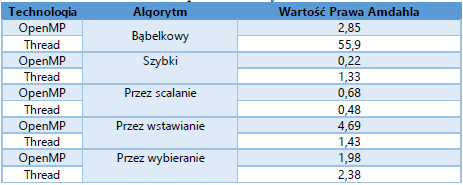 Technologia Algorytm Wartość Prawa Amdahla
OpenMP Bąbelkowy 2,85
Thread 55,9
OpenMP Szybki 0,22
Thread 1,33
OpenMP Przez scalanie 0,68
Thread 0,48
OpenMP Przez wstawianie 4,69
Thread 1,43
OpenMP Przez wybieranie 1,98
Thread 2,38